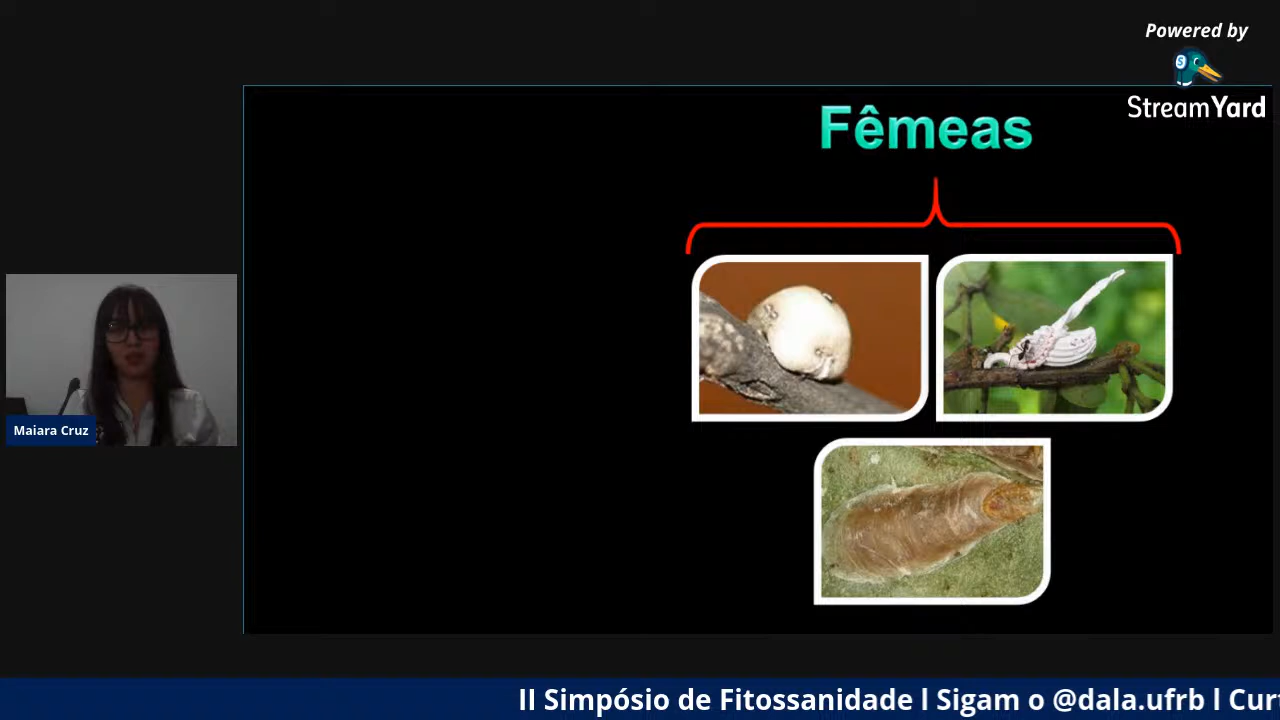 Powered by
StreamYard
Fêmeas
Maiara Cruz
II Simpósio de Fitossanidade l Sigam o @dala.ufrb l Cur